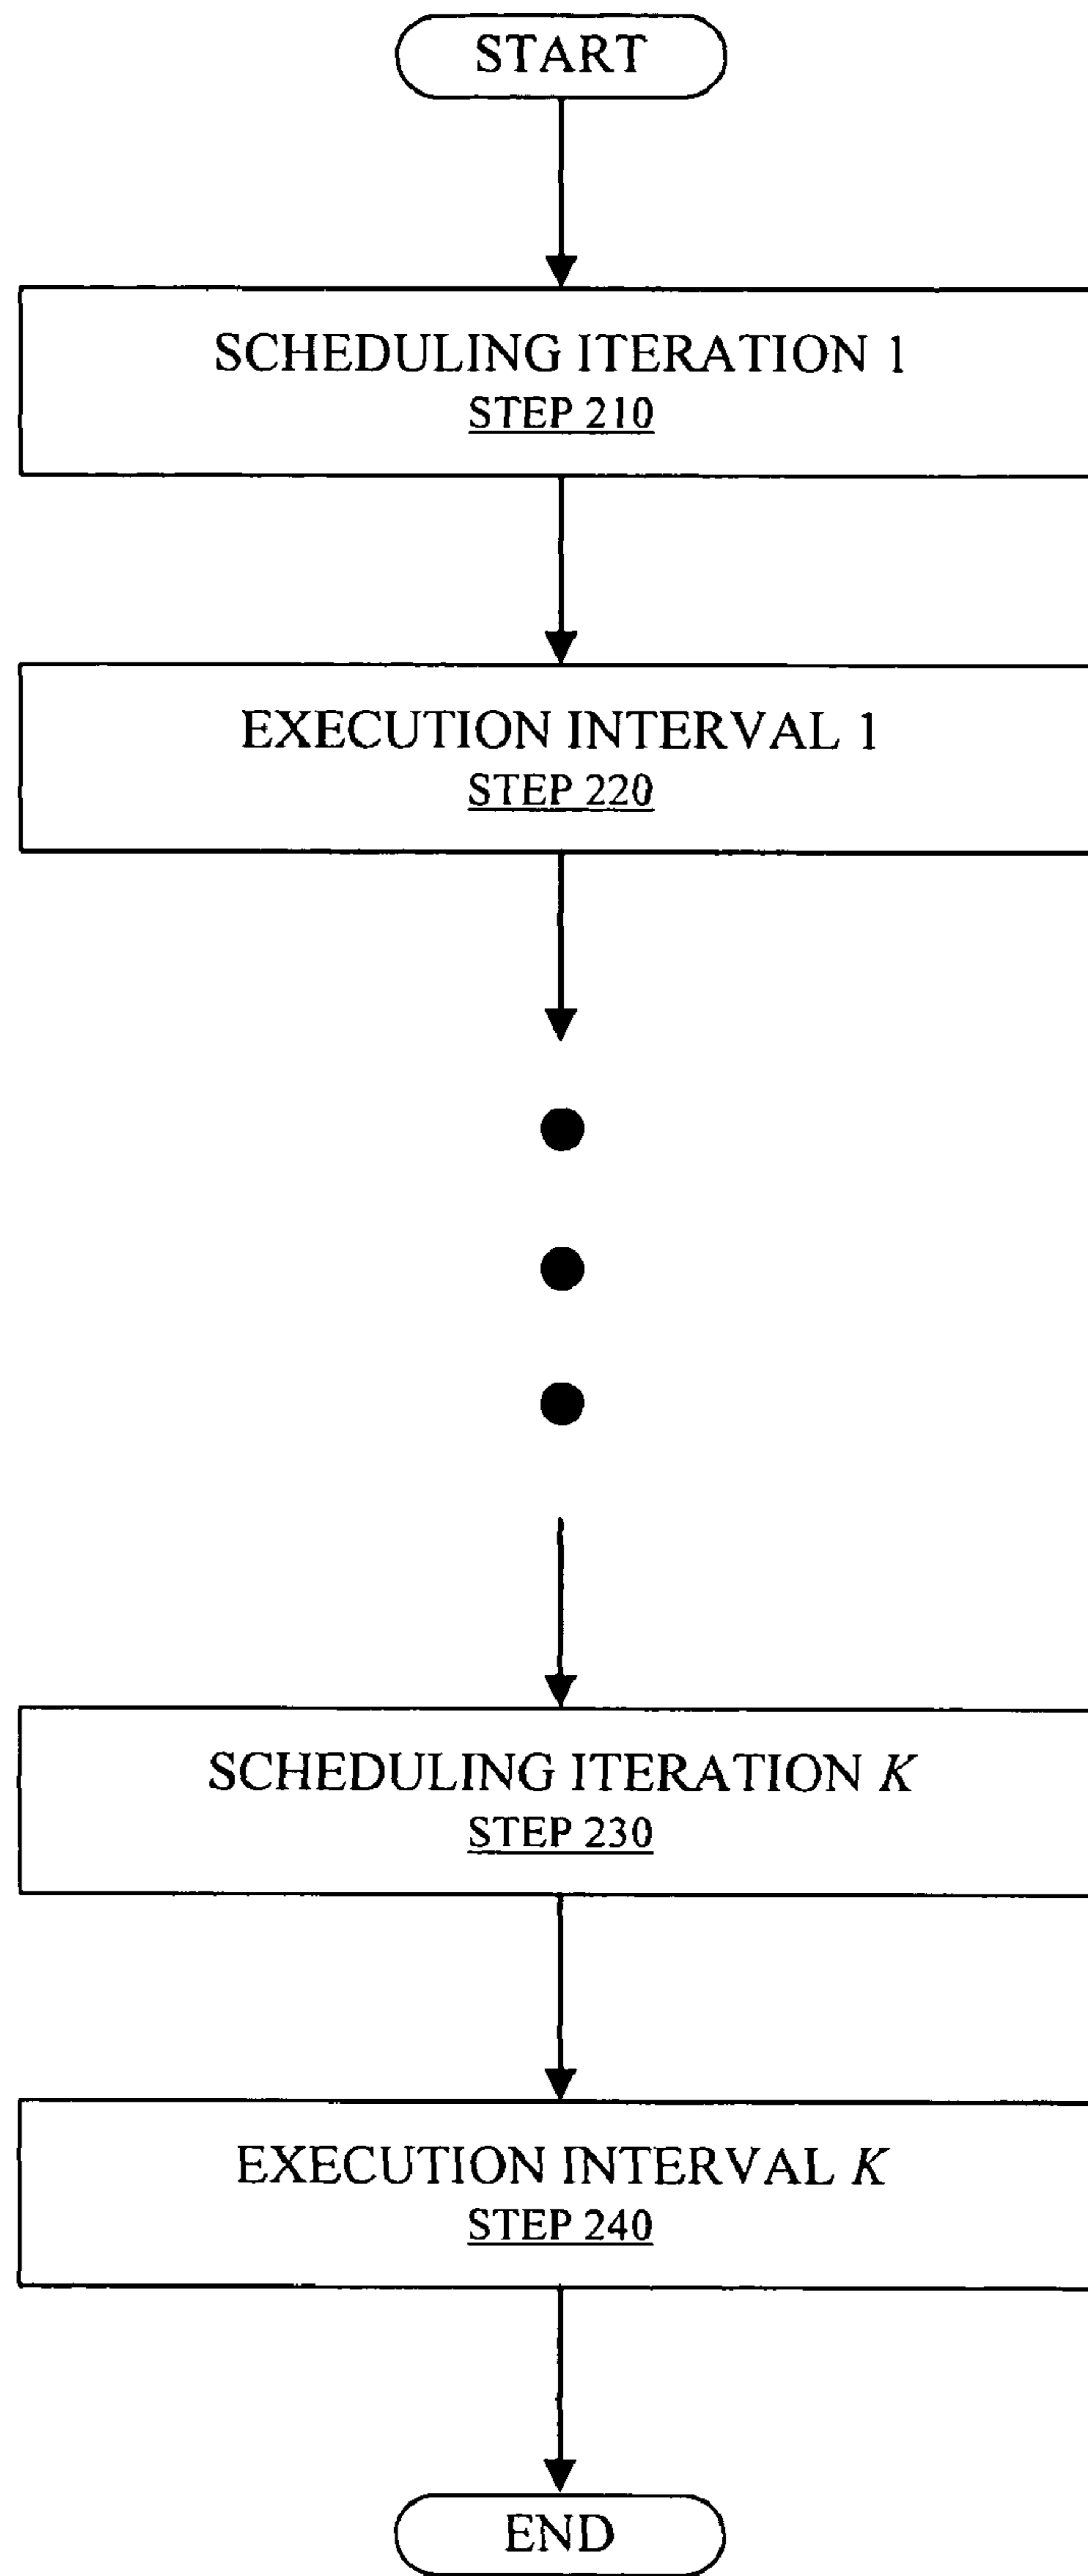 START
SCHEDULING ITERATION 1
STEP 210
EXECUTION INTERVAL 1
STEP 220
SCHEDULING ITERATION K
STEP 230
EXECUTION INTERVAL K
STEP 240
END